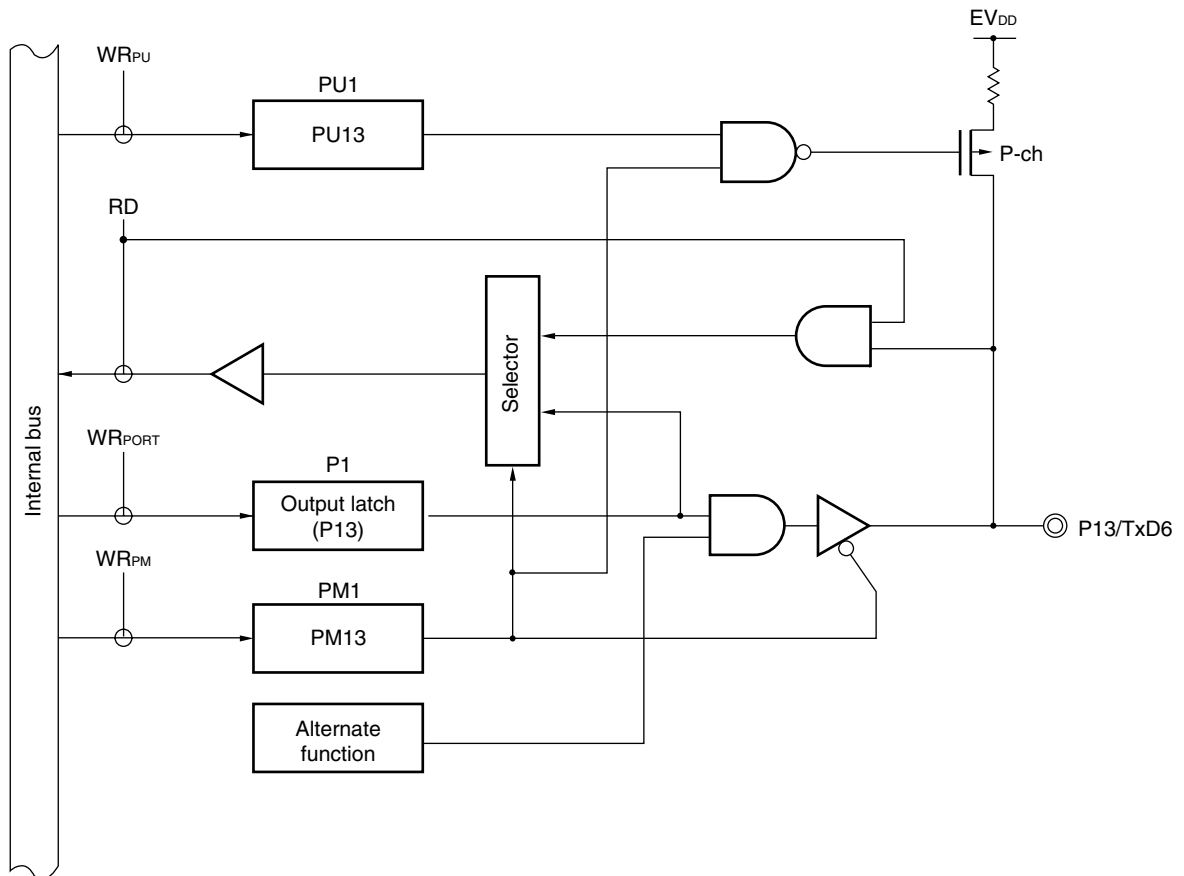 EVDD
WRPU
PU1
PU13
P-ch
RD
Selector
Internal bus
WRPORT
P1
Output latch
(P13)
P13/TxD6
WRPM
PM1
PM13
Alternate
function